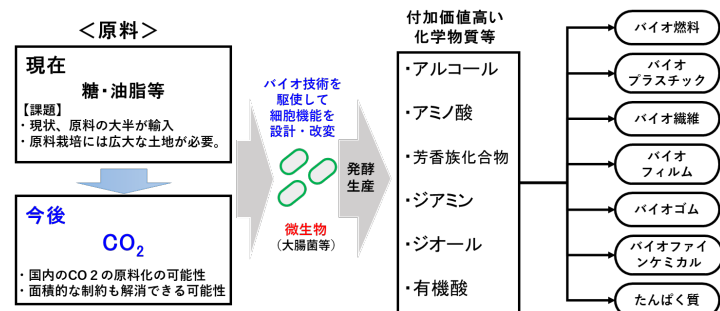 ＜原料＞
現在
糖・油脂等
【課題】
・現状、原料の大半が輸入
・原料栽培には広大な土地が必要。
今後
CO₂
・国内のCO２の原料化の可能性
・面積的な制約も解消できる可能性
バイオ技術を
駆使して
細胞機能を
設計・改変
微生物
（大腸菌等）
発酵
生産
付加価値高い
化学物質等
・アルコール
・アミノ酸
・芳香族化合物
・ジアミン
・ジオール
・有機酸
バイオ燃料
バイオ
プラスチック
バイオ繊維
バイオ
フィルム
バイオゴム
バイオファイ
ンケミカル
たんぱく質